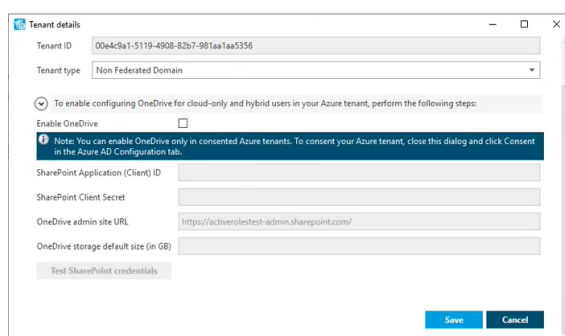 Tenant details
Tenant ID
00e4c9a1-5119-4908-82b7-981aa1aa5356
Tenant type
Non Federated Domain
To enable configuring OneDrive for cloud-only and hybrid users in your Azure tenant, perform the following steps:
Enable OneDrive
Note: You can enable OneDrive only in consented Azure tenants. To consent your Azure tenant, close this dialog and click Consent
in the Azure AD Configuration tab.
SharePoint Application (Client) ID
SharePoint Client Secret
OneDrive admin site URL
https://activerolestest-admin.sharepoint.com/
OneDrive storage default size (in GB)
Test SharePoint credentials
Save
Cancel